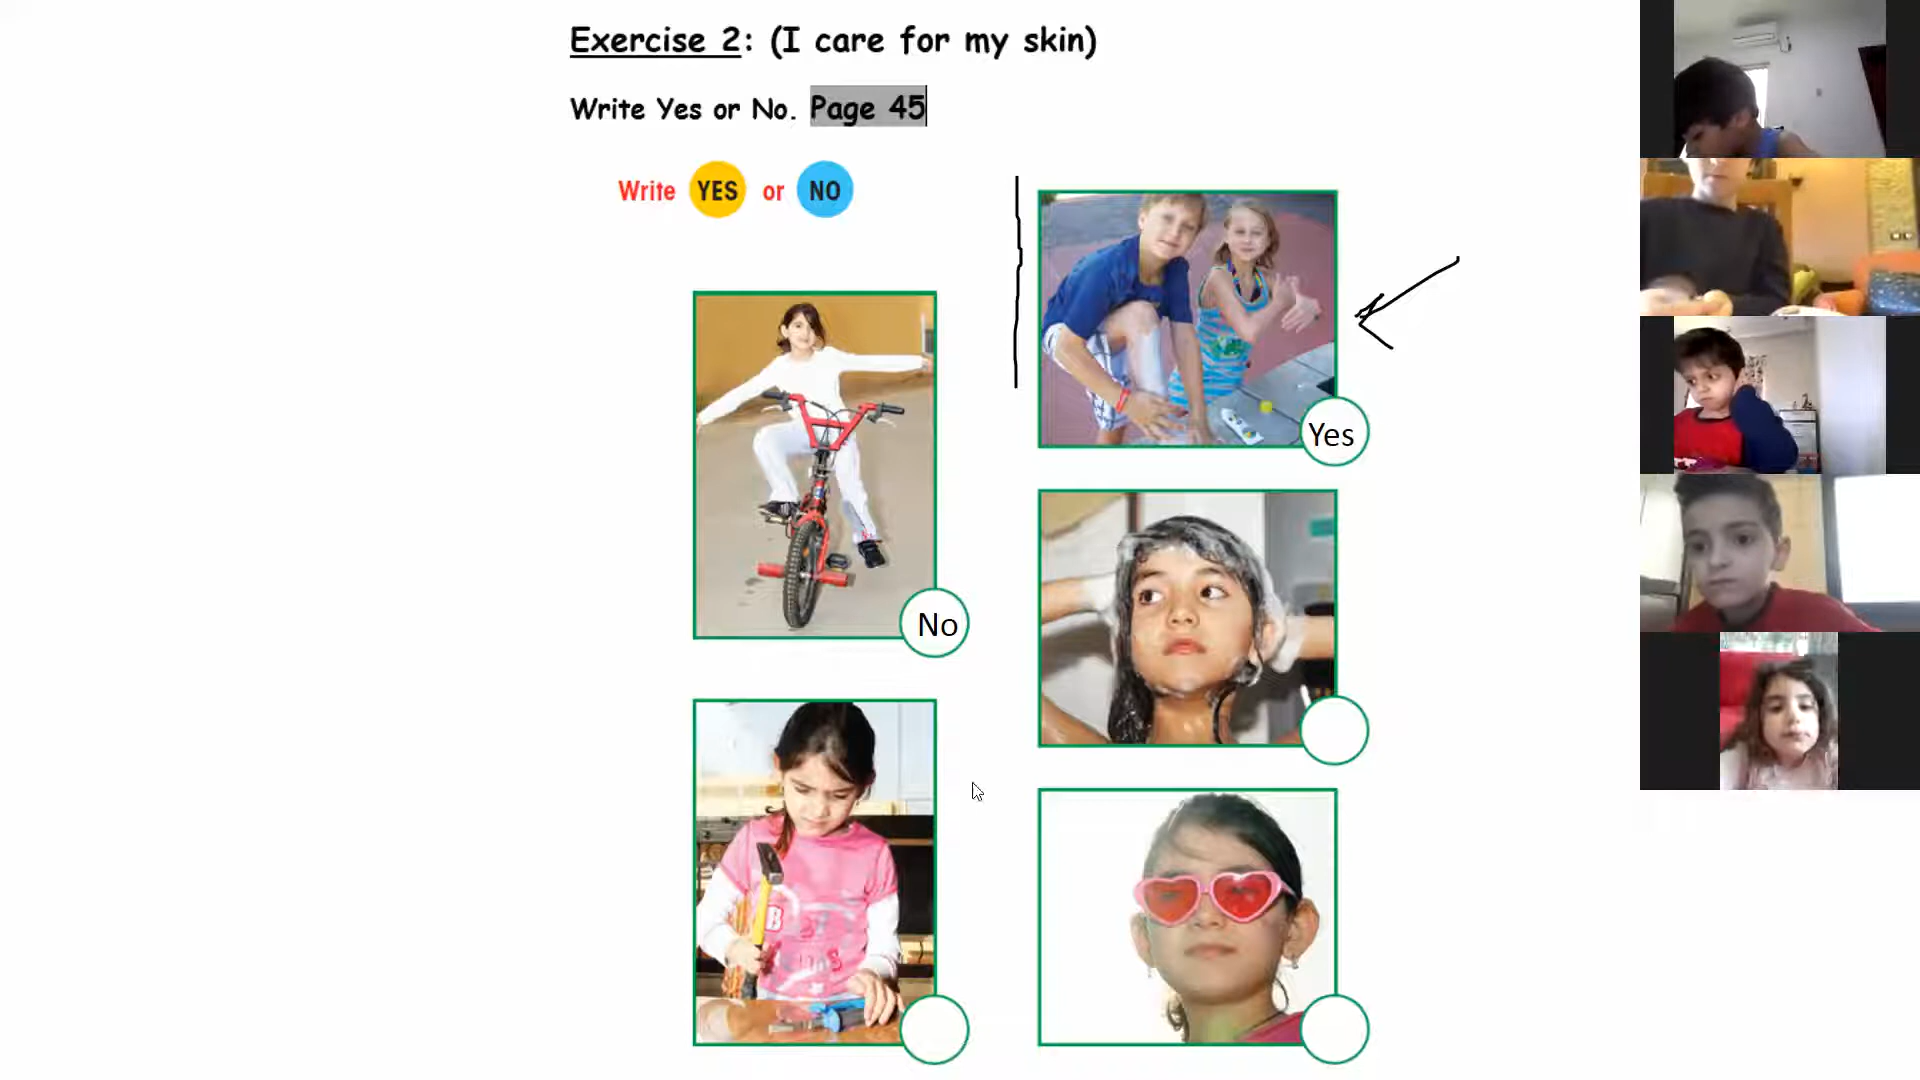 Exercise 2: (I care for my skin)
Write Yes or No. Page 45
Write YES or NO
Yes
No